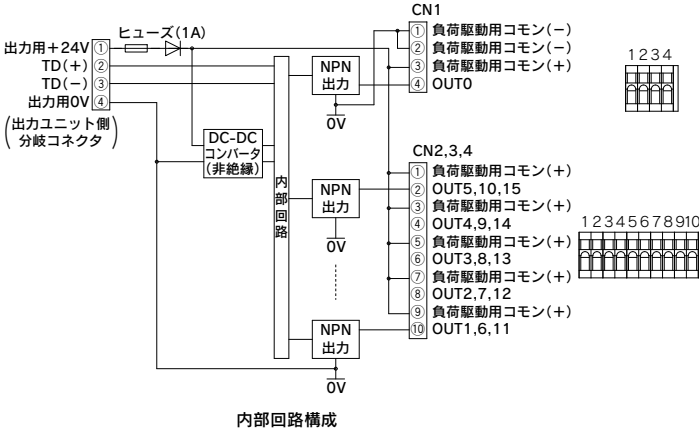 ヒューズ(1A)
出力用+24V ①
TD(+) ②
TD(−) ③
出力用0V ④
(出力ユニット側
分岐コネクタ)
DC-DC
コンバータ
(非絶縁)
内部回路
NPN
出力
0V
NPN
出力
0V
NPN
出力
0V
CN1
① 負荷駆動用コモン(−)
② 負荷駆動用コモン(−)
③ 負荷駆動用コモン(+)
④ OUT0
1 2 3 4
CN2,3,4
① 負荷駆動用コモン(+)
② OUT5,10,15
③ 負荷駆動用コモン(+)
④ OUT4,9,14
⑤ 負荷駆動用コモン(+)
⑥ OUT3,8,13
⑦ 負荷駆動用コモン(+)
⑧ OUT2,7,12
⑨ 負荷駆動用コモン(+)
⑩ OUT1,6,11
1 2 3 4 5 6 7 8 9 10
内部回路構成